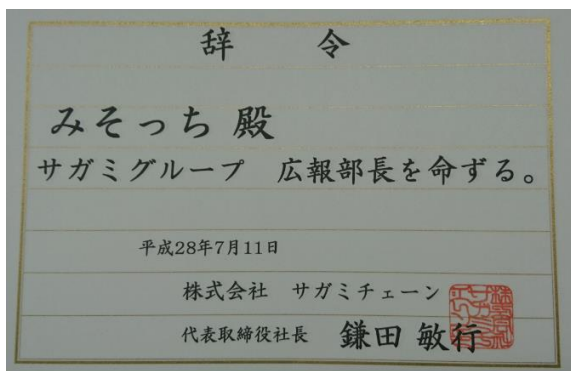 辞 令
みそっち 殿
サガミグループ 広報部長を命ずる。
平成28年7月11日
株式会社 サガミチェーン
代表取締役社長 鎌田 敏行